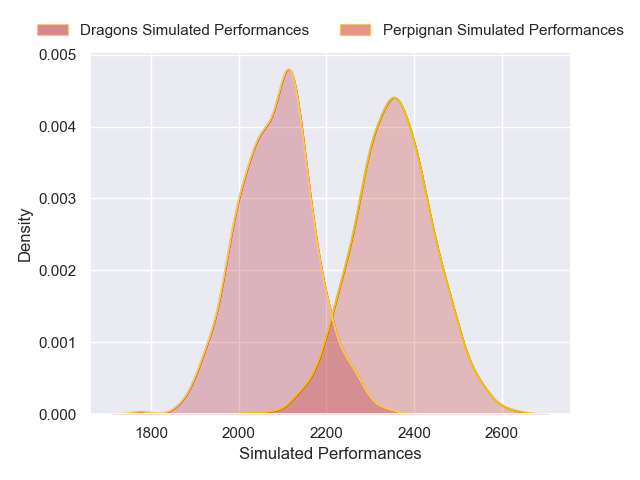 Dragons Simulated Performances Perpignan Simulated Performances
0.005
0.004
0.003
0.002
0.001
0.000
Density
1800 2000 2200 2400 2600
Simulated Performances